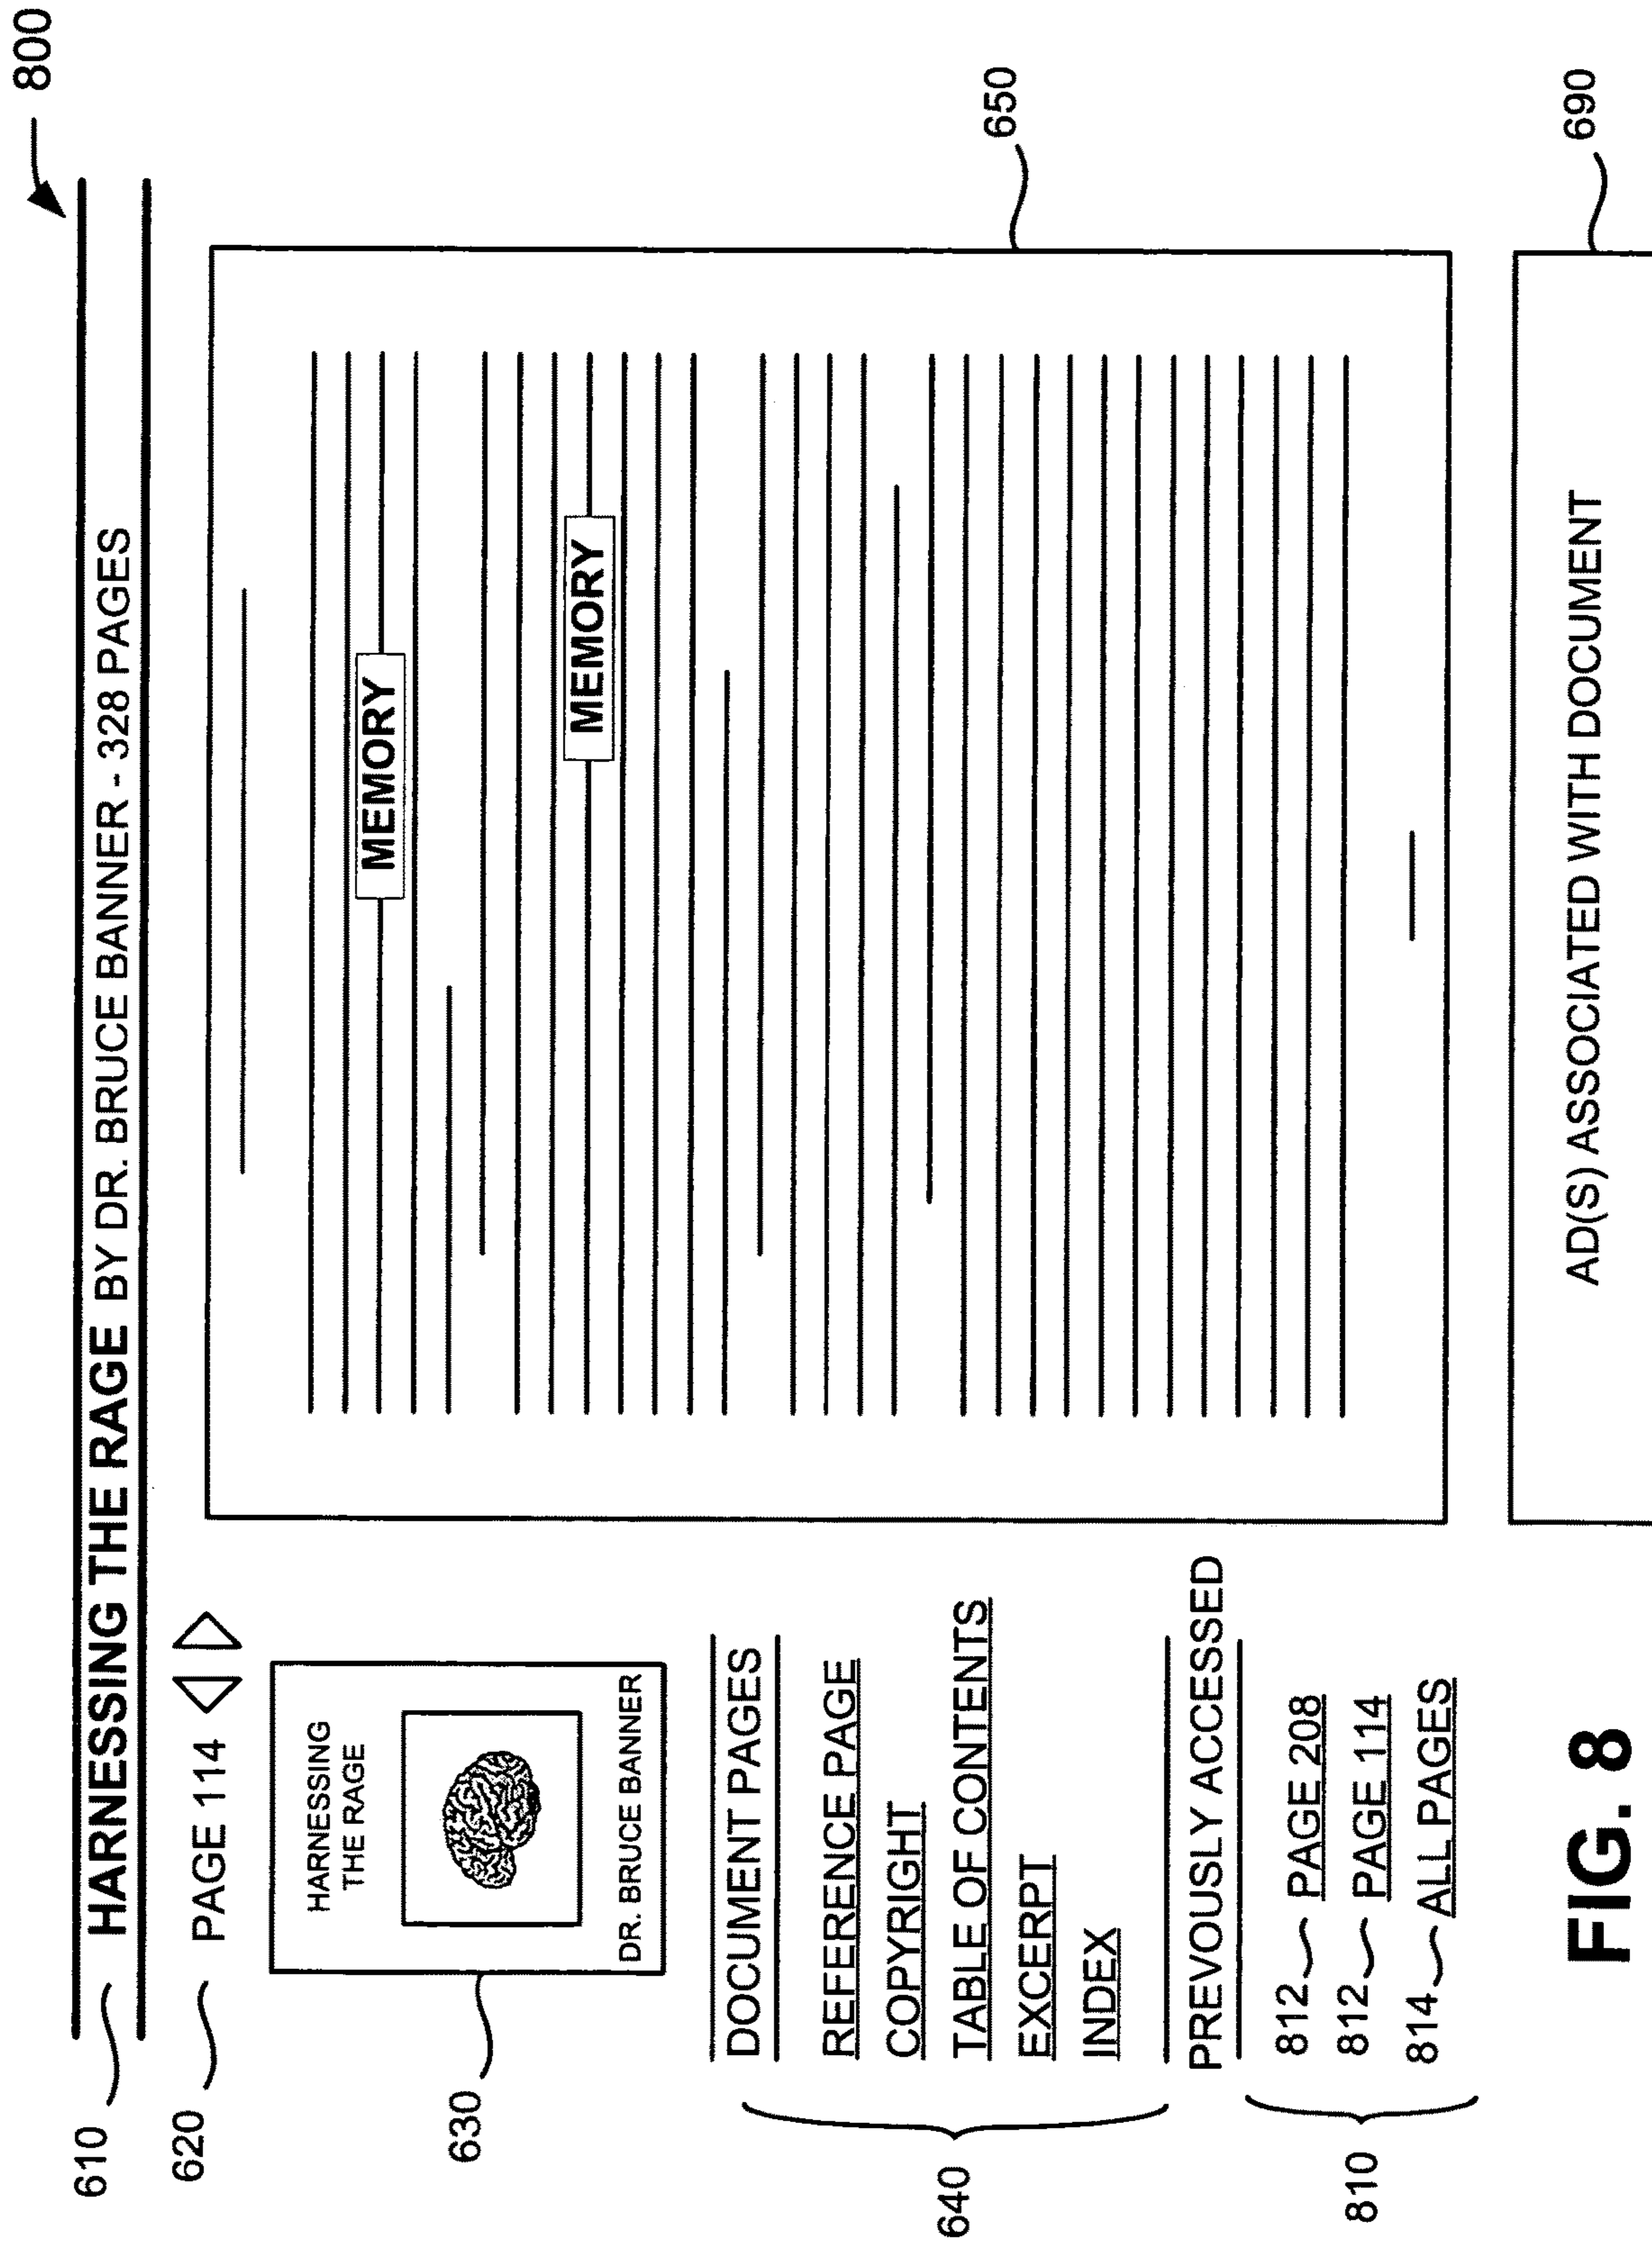 800
610 HARNESSING THE RAGE BY DR. BRUCE BANNER - 328 PAGES
620 PAGE 114
HARNESSING
THE RAGE
DR. BRUCE BANNER
630
MEMORY
MEMORY
650
640
DOCUMENT PAGES
REFERENCE PAGE
COPYRIGHT
TABLE OF CONTENTS
EXCERPT
INDEX
PREVOUSLY ACCESSED
810
812 PAGE 208
812 PAGE 114
814 ALL PAGES
AD(S) ASSOCIATED WITH DOCUMENT
690
FIG. 8